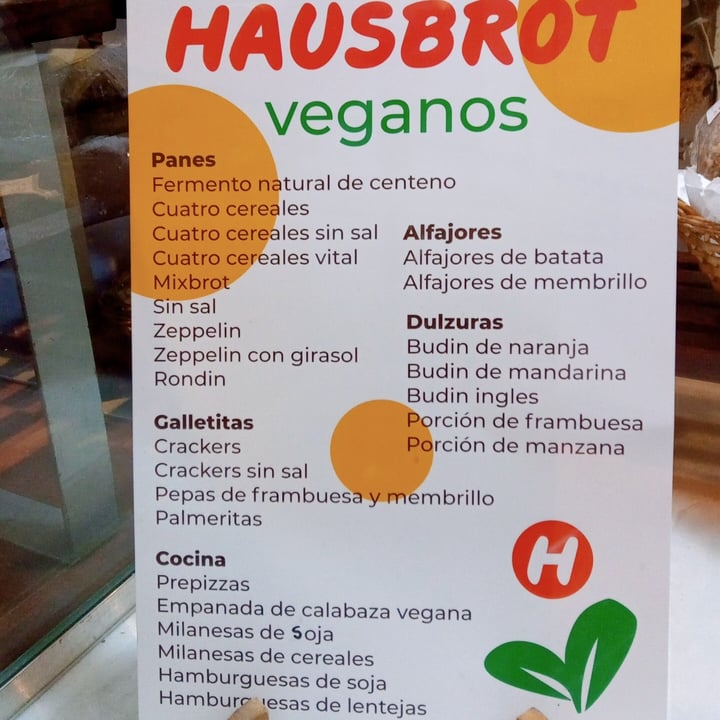 HAUSBROT
veganos
Panes
Fermento natural de centeno
Cuatro cereales
Cuatro cereales sin sal
Cuatro cereales vital
Mixbrot
Sin sal
Zeppelin
Zeppelin con girasol
Rondin
Galletitas
Crackers
Crackers sin sal
Pepas de frambuesa y membrillo
Palmeritas
Cocina
Prepizzas
Empanada de calabaza vegana
Milanesas de soja
Milanesas de cereales
Hamburguesas de soja
Hamburguesas de lentejas
Alfajores
Alfajores de batata
Alfajores de membrillo
Dulzuras
Budin de naranja
Budin de mandarina
Budin ingles
Porción de frambuesa
Porción de manzana
H